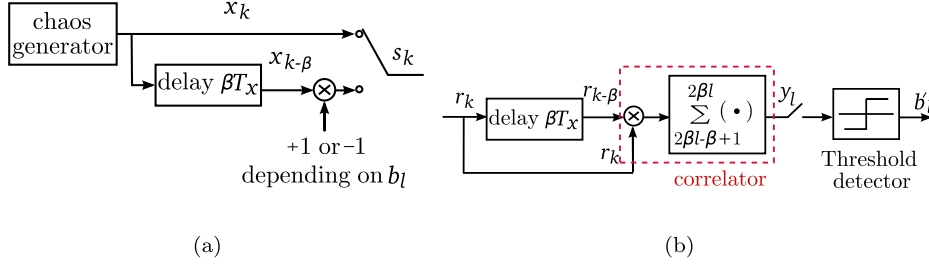 x_k
chaos
generator
s_k
x_{k-β}
delay βT_x
+1 or −1
depending on b_l
(a)
r_k
r_{k-β}
delay βT_x
r_k
2βl
∑ (•)
2βl-β+1
y_l
b'_l
correlator
Threshold
detector
(b)